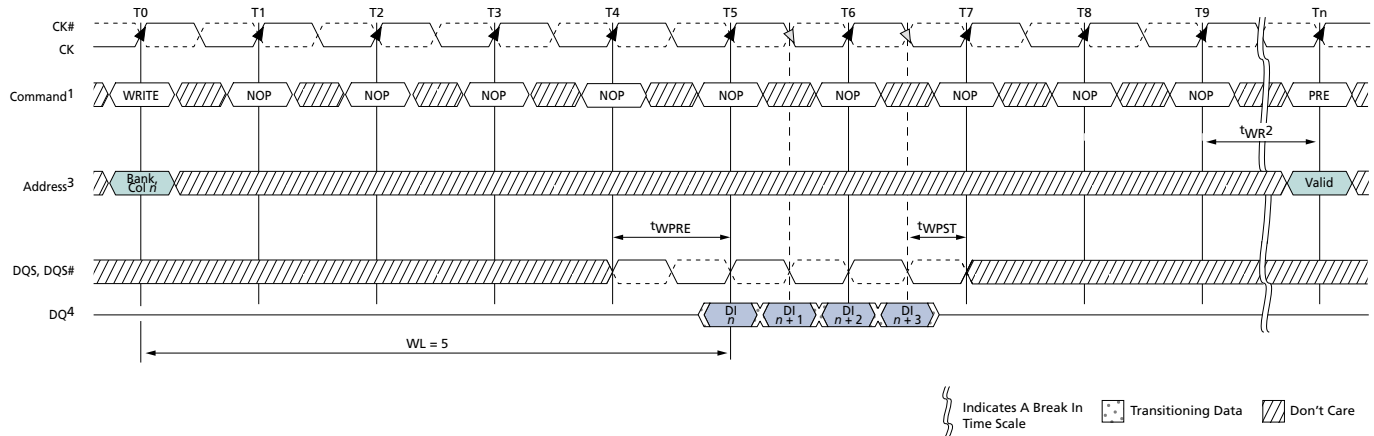 T0 T1 T2 T3 T4 T5 T6 T7 T8 T9 Tn
CK#
CK
Command1 WRITE NOP NOP NOP NOP NOP NOP NOP NOP NOP PRE
tWR2
Address3 Bank, Col n Valid
tWPRE tWPST
DQS, DQS#
DQ4 DI n DI n + 1 DI n + 2 DI n + 3
WL = 5
Indicates A Break In
Time Scale
Transitioning Data
Don't Care